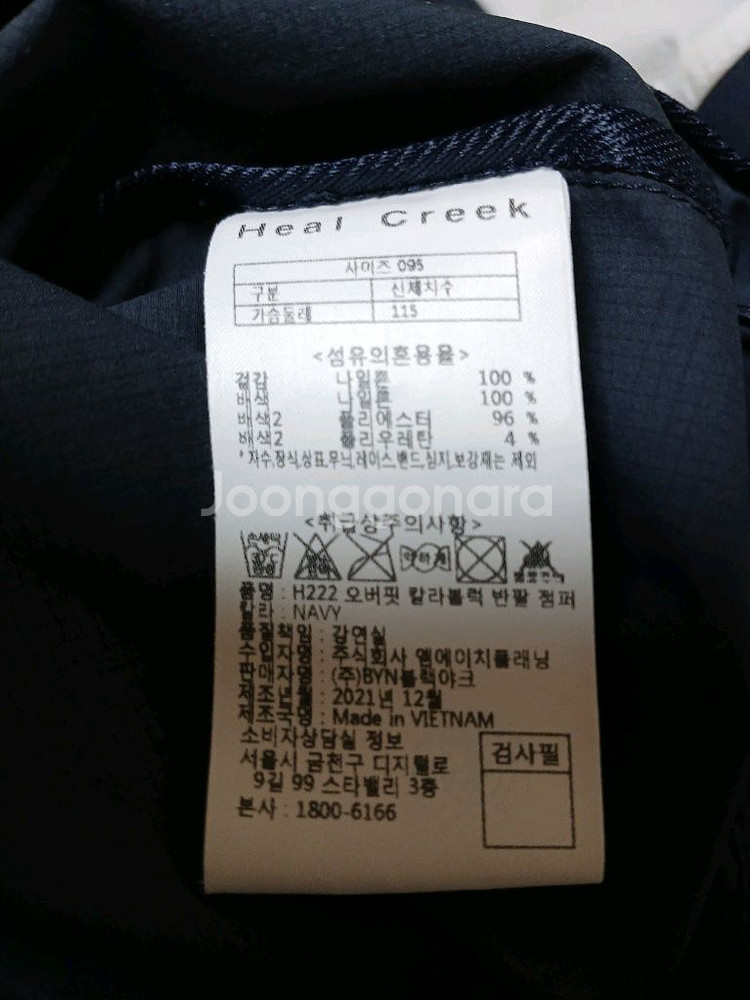 Heal Creek
사이즈 095
구분 신체치수
가슴둘레 115
<섬유의혼용율>
겉감 나일론 100 %
배색 나일론 100 %
배색2 폴리에스터 96 %
배색2 폴리우레탄 4 %
*자수,장식,상표,무늬,레이스,밴드,심지,보강재는 제외
Joonggonara
<취급상주의사항>
품명 : H222 오버핏 칼라블럭 반팔 점퍼
칼라 : NAVY
품질책임 : 감연실
수입자명 : 주식회사 엠에이치플래닝
판매자명 : (주)BYN블랙야크
제조년월 : 2021년 12월
제조국명 : Made in VIETNAM
소비자상담실 정보
서울시 금천구 디지털로
9길 99 스타밸리 3층
본사 : 1800-6166
검사필